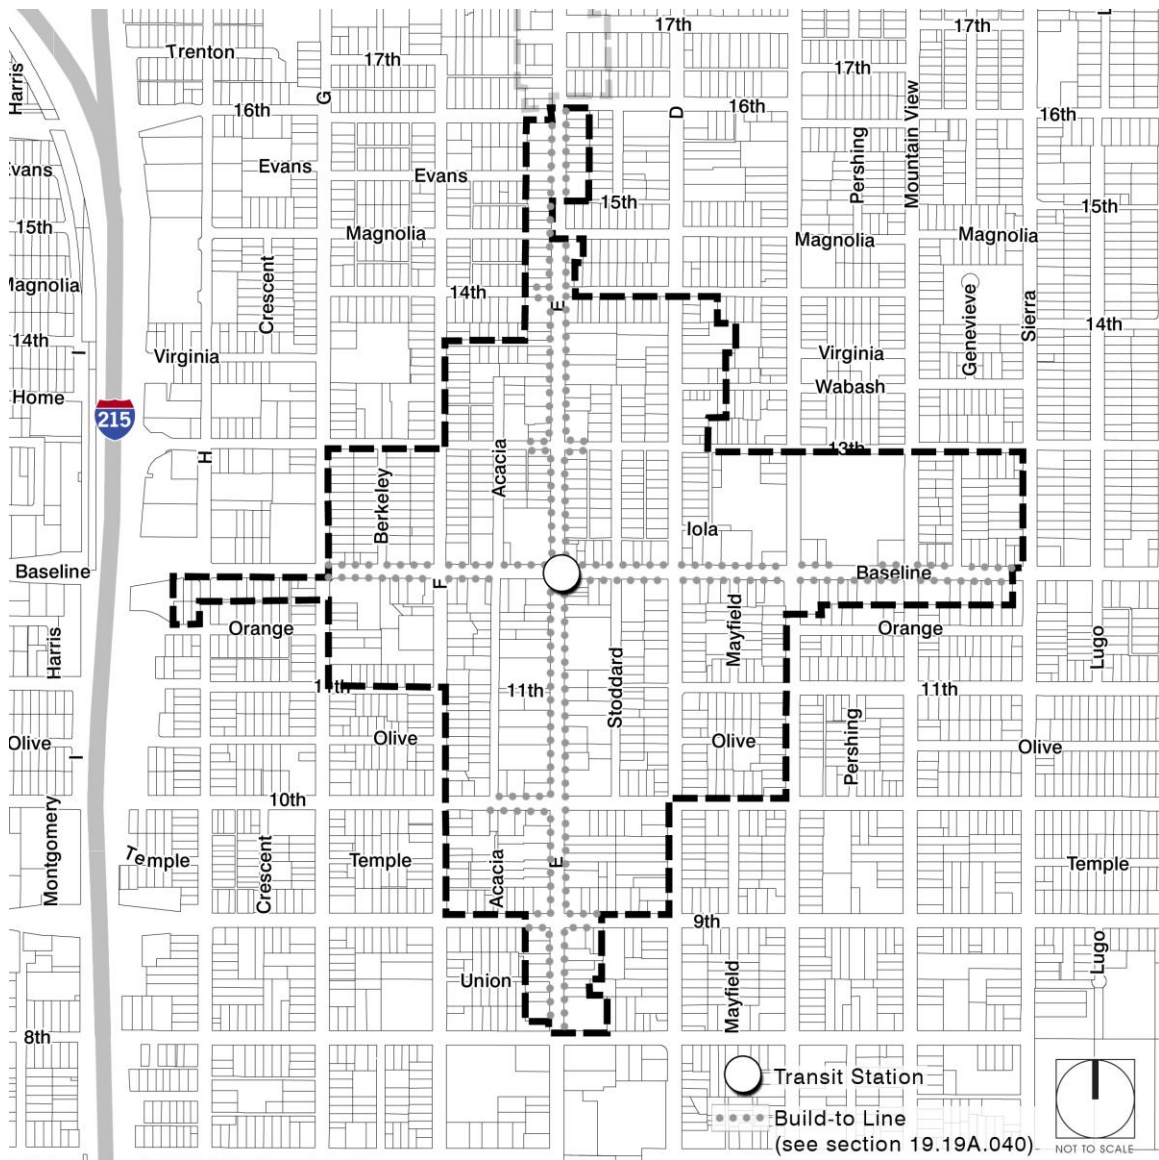 17th
17th
L
Trenton
17th
17th
Harris
G
16th
D
16th
Mountain View
16th
Evans
Evans
Evans
Pershing
15th
15th
15th
Magnolia
Magnolia
Magnolia
Magnolia
14th
Crescent
E
Genevieve
Sierra
14th
14th
I
Virginia
Virginia
Wabash
Home
215
13th
H
Acacia
Berkeley
Iola
Baseline
Baseline
F
Orange
Orange
Harris
Mayfield
Lugo
Stoddard
11th
11th
11th
Olive
Olive
Olive
Olive
I
Pershing
10th
Montgomery
Temple
Crescent
Temple
Acacia
E
Temple
9th
Lugo
Union
Mayfield
8th
Transit Station
Build-to Line
(see section 19.19A.040)
NOT TO SCALE